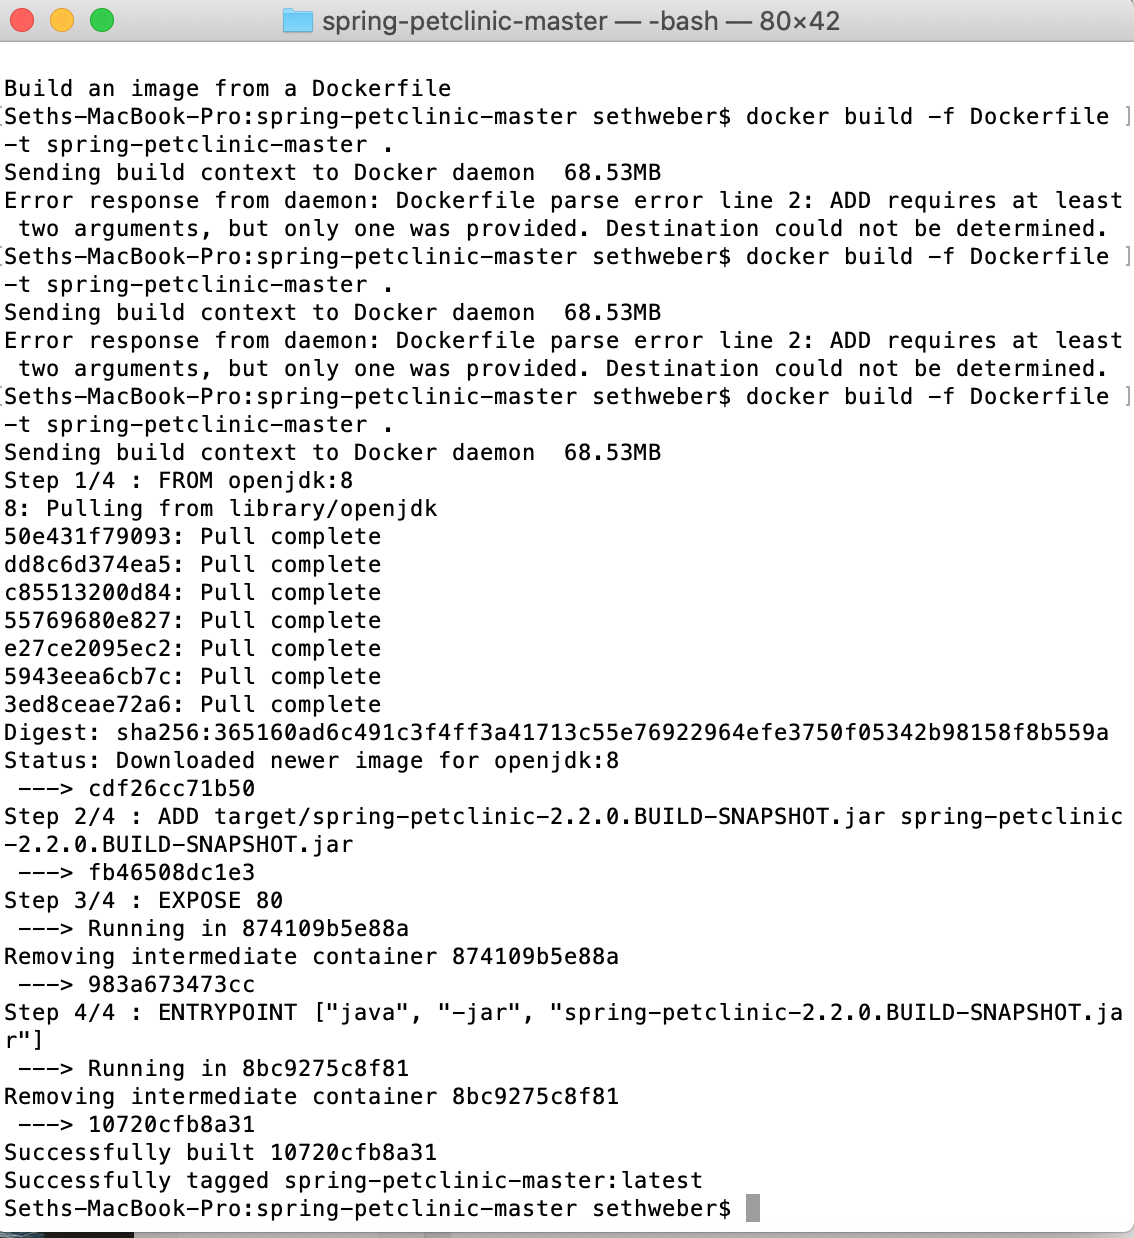 spring-petclinic-master — -bash — 80×42
Build an image from a Dockerfile
[Seths-MacBook-Pro:spring-petclinic-master sethweber$ docker build -f Dockerfile ]
-t spring-petclinic-master .
Sending build context to Docker daemon  68.53MB
Error response from daemon: Dockerfile parse error line 2: ADD requires at least
 two arguments, but only one was provided. Destination could not be determined.
[Seths-MacBook-Pro:spring-petclinic-master sethweber$ docker build -f Dockerfile ]
-t spring-petclinic-master .
Sending build context to Docker daemon  68.53MB
Error response from daemon: Dockerfile parse error line 2: ADD requires at least
 two arguments, but only one was provided. Destination could not be determined.
[Seths-MacBook-Pro:spring-petclinic-master sethweber$ docker build -f Dockerfile ]
-t spring-petclinic-master .
Sending build context to Docker daemon  68.53MB
Step 1/4 : FROM openjdk:8
8: Pulling from library/openjdk
50e431f79093: Pull complete
dd8c6d374ea5: Pull complete
c85513200d84: Pull complete
55769680e827: Pull complete
e27ce2095ec2: Pull complete
5943eea6cb7c: Pull complete
3ed8ceae72a6: Pull complete
Digest: sha256:365160ad6c491c3f4ff3a41713c55e76922964efe3750f05342b98158f8b559a
Status: Downloaded newer image for openjdk:8
 ---> cdf26cc71b50
Step 2/4 : ADD target/spring-petclinic-2.2.0.BUILD-SNAPSHOT.jar spring-petclinic
-2.2.0.BUILD-SNAPSHOT.jar
 ---> fb46508dc1e3
Step 3/4 : EXPOSE 80
 ---> Running in 874109b5e88a
Removing intermediate container 874109b5e88a
 ---> 983a673473cc
Step 4/4 : ENTRYPOINT ["java", "-jar", "spring-petclinic-2.2.0.BUILD-SNAPSHOT.ja
r"]
 ---> Running in 8bc9275c8f81
Removing intermediate container 8bc9275c8f81
 ---> 10720cfb8a31
Successfully built 10720cfb8a31
Successfully tagged spring-petclinic-master:latest
Seths-MacBook-Pro:spring-petclinic-master sethweber$